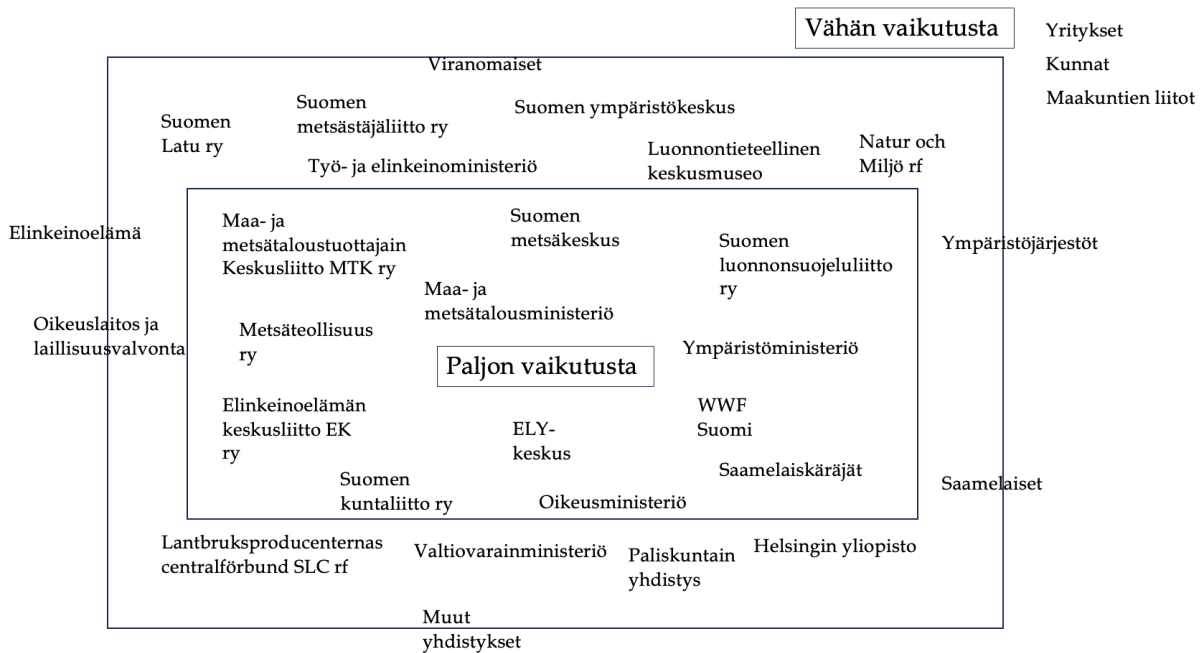 Vähän vaikutusta
Yritykset
Kunnat
Maakuntien liitot
Viranomaiset
Suomen
Latu ry
Suomen
metsästäjäliitto ry
Suomen ympäristökeskus
Työ- ja elinkeinoministeriö
Luonnontieteellinen
keskusmuseo
Natur och
Miljö rf
Elinkeinoelämä
Maa- ja
metsätaloustuottajain
Keskusliitto MTK ry
Suomen
metsäkeskus
Suomen
luonnonsuojeluliitto
ry
Ympäristöjärjestöt
Maa- ja
metsätalousministeriö
Oikeuslaitos ja
laillisuusvalvonta
Metsäteollisuus
ry
Paljon vaikutusta
Ympäristöministeriö
Elinkeinoelämän
keskusliitto EK
ry
ELY-
keskus
WWF
Suomi
Saamelaiskäräjät
Suomen
kuntaliitto ry
Oikeusministeriö
Saamelaiset
Lantbruksproducenternas
centralförbund SLC rf
Valtiovarainministeriö
Paliskuntain
yhdistys
Helsingin yliopisto
Muut
yhdistykset